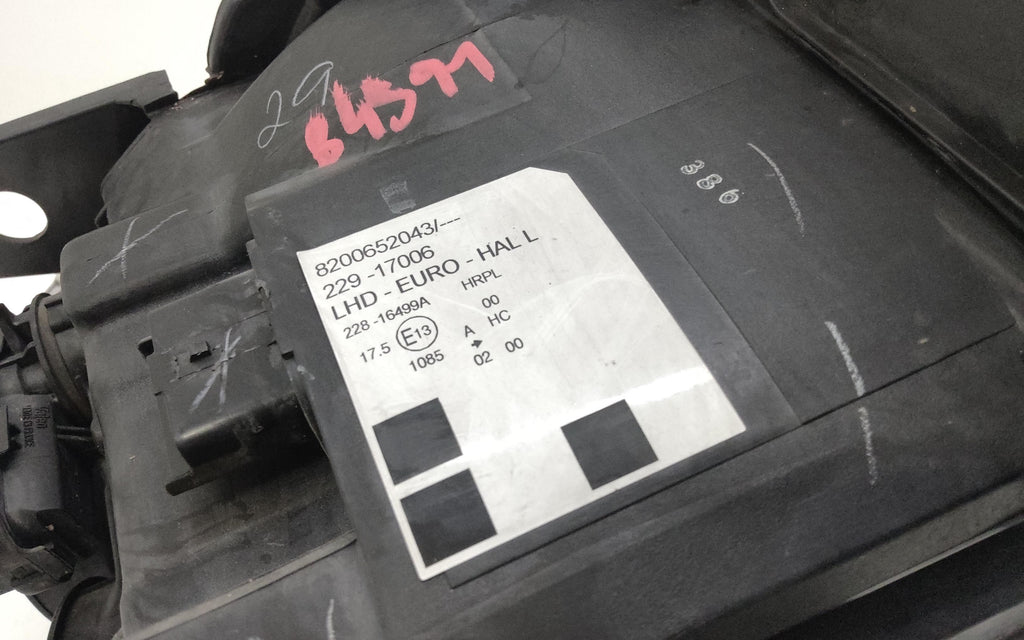 29
64591
386
8200652043/---
229 -17006
LHD - EURO - HAL L
228 -16499A HRPL
17.5 E13 A HC 00
1085 02 00